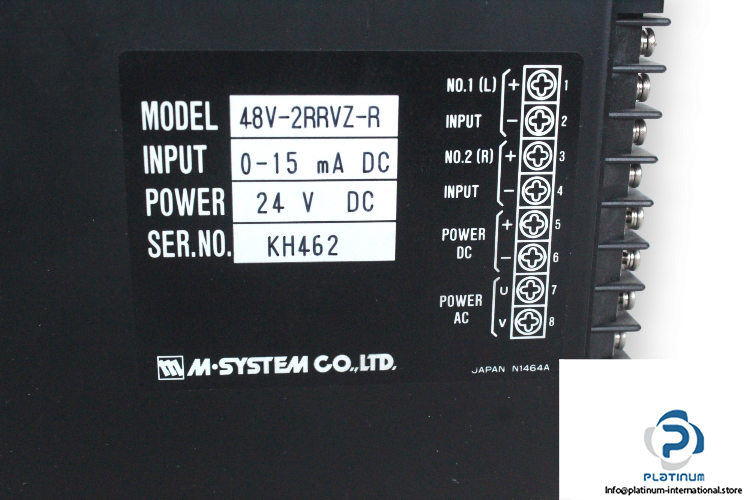 MODEL 48V-2RRVZ-R
INPUT 0-15 mA DC
POWER 24 V DC
SER.NO. KH462
NO.1 (L) + 1
INPUT - 2
NO.2 (R) + 3
INPUT - 4
POWER DC + 5
- 6
POWER AC U 7
V 8
M·SYSTEM CO.,LTD.
JAPAN N1464A
PLATINUM
Info@platinum-international.store